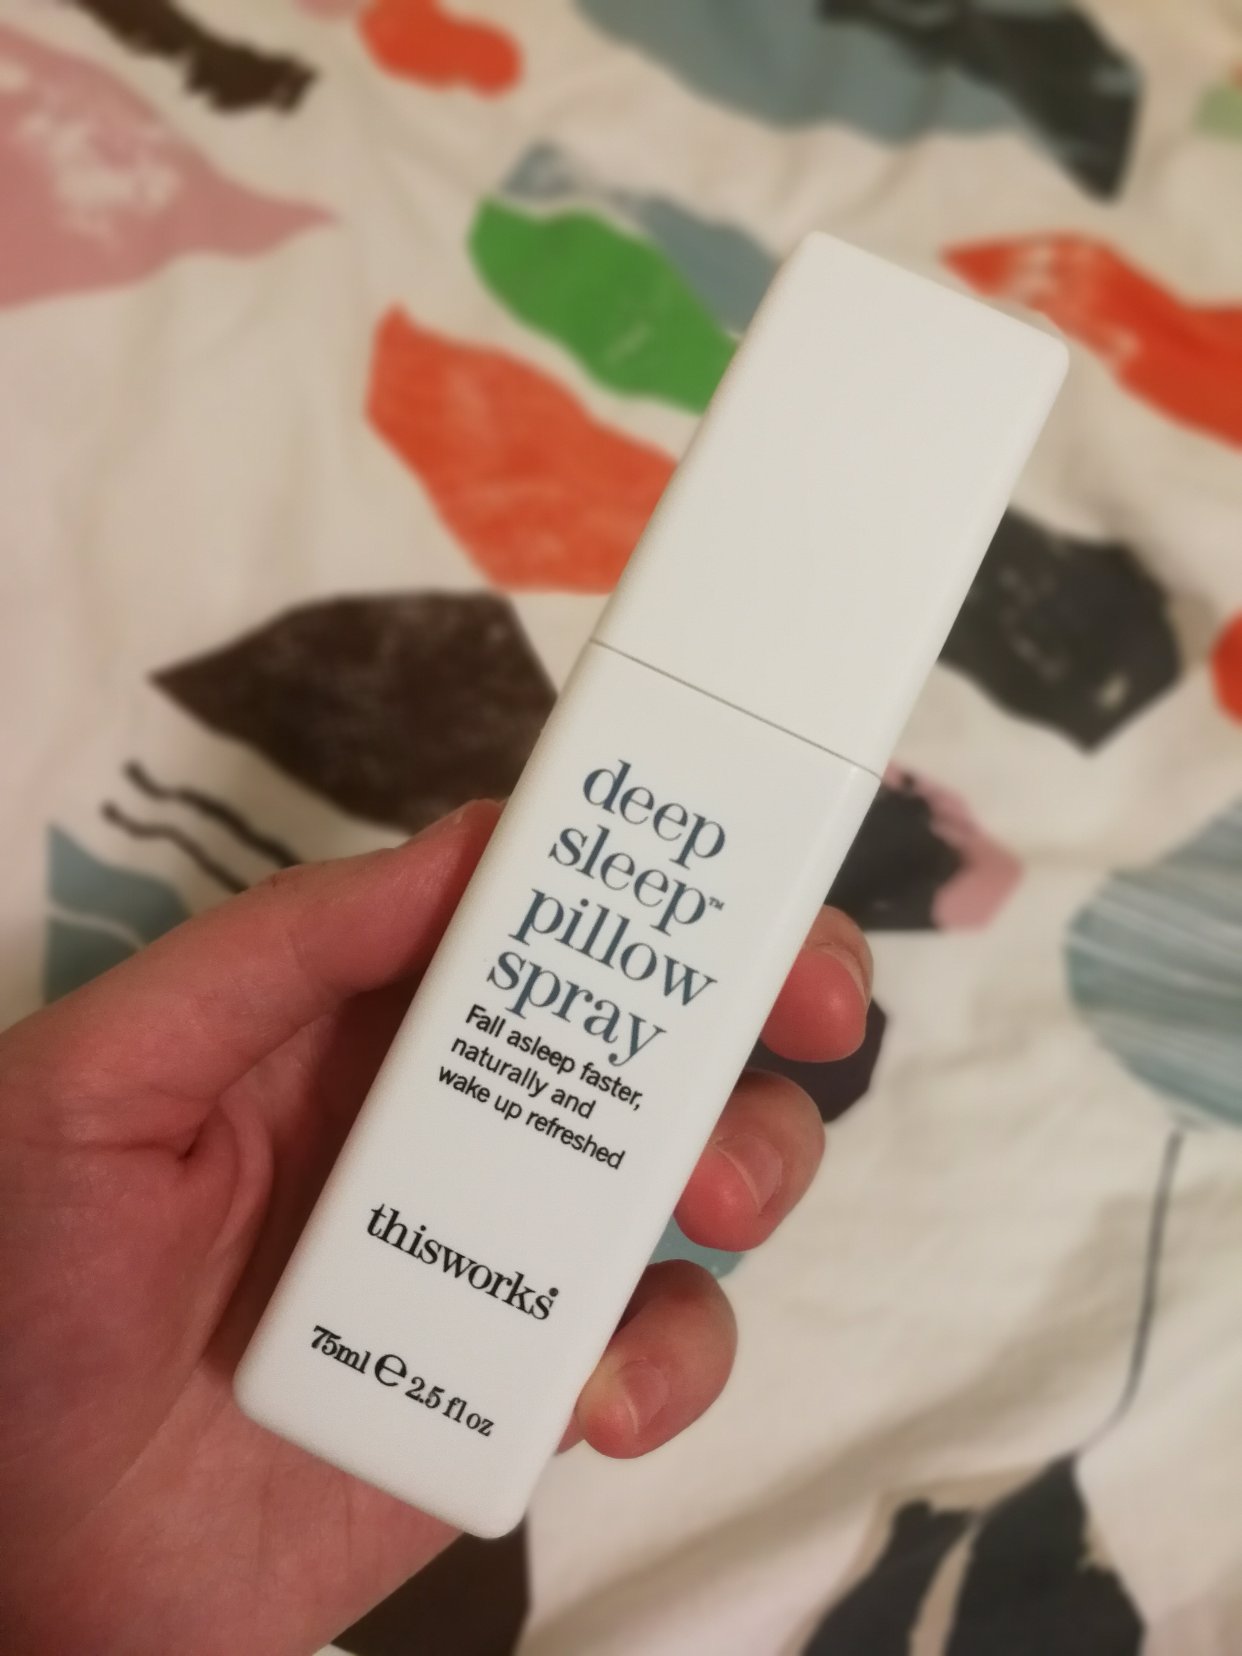 deep
sleep™
pillow
spray
Fall asleep faster,
naturally and
wake up refreshed
thisworks®
75ml ℮ 2.5 fl oz